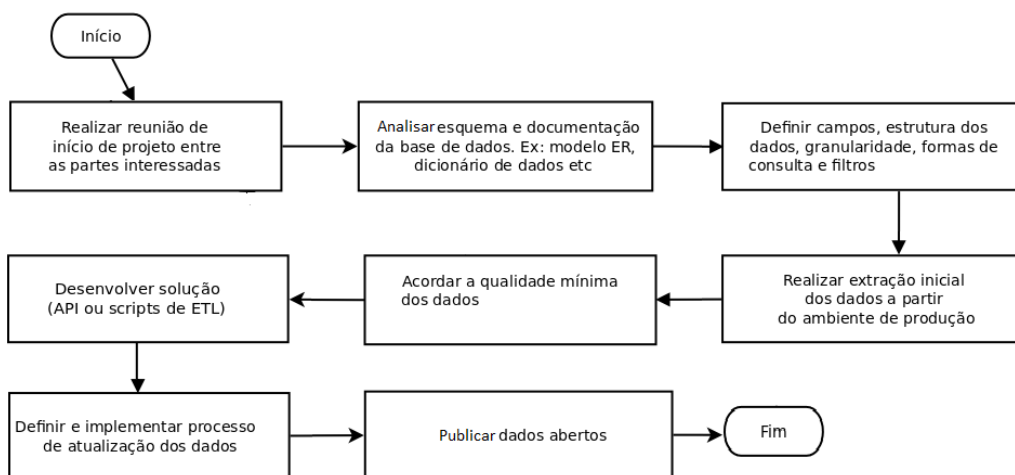 Início
Realizar reunião de
início de projeto entre
as partes interessadas
Analisar esquema e documentação
da base de dados. Ex: modelo ER,
dicionário de dados etc
Definir campos, estrutura dos
dados, granularidade, formas de
consulta e filtros
Realizar extração inicial
dos dados a partir
do ambiente de produção
Acordar a qualidade mínima
dos dados
Desenvolver solução
(API ou scripts de ETL)
Definir e implementar processo
de atualização dos dados
Publicar dados abertos
Fim